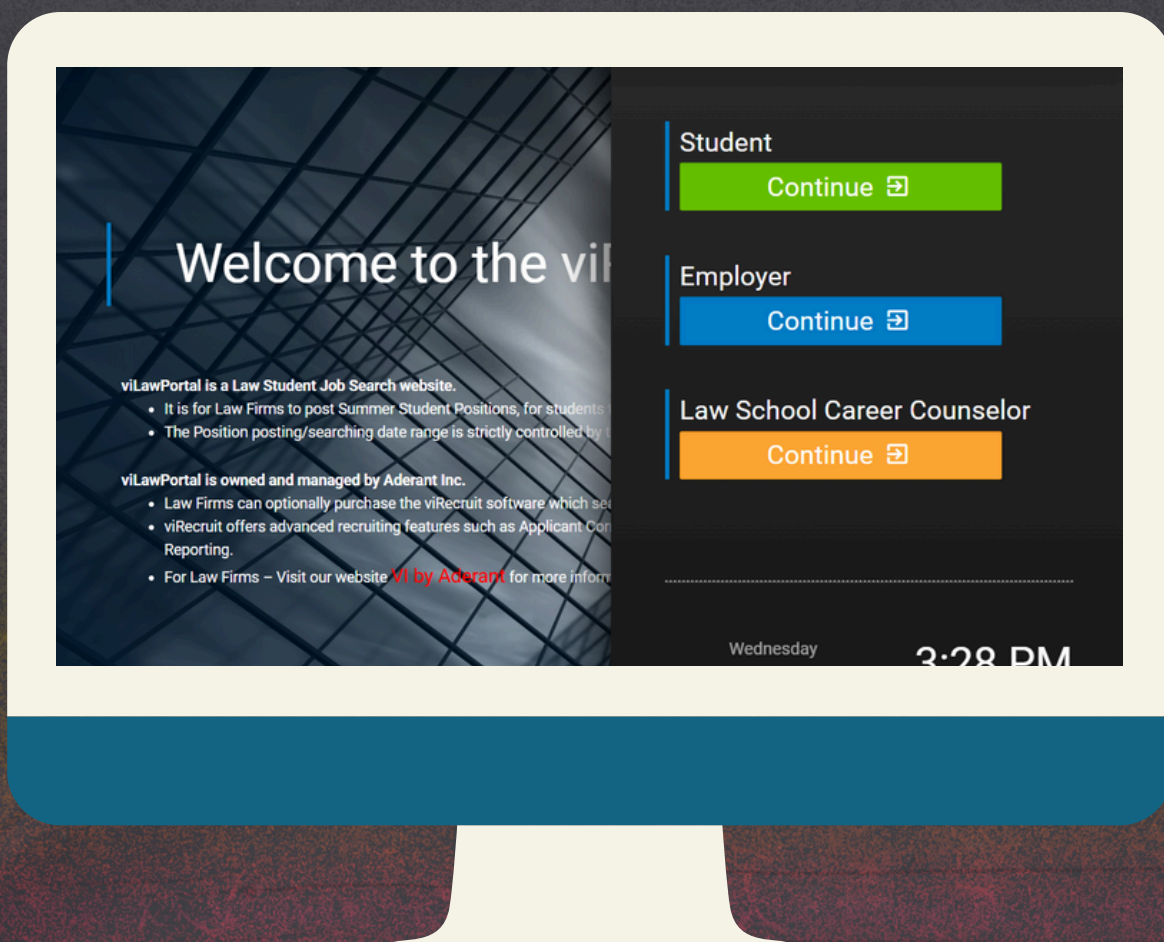 Welcome to the
viLawPortal is a Law Student Job Search website.
• It is for Law Firms to post Summer Student Positions, for students
• The Position posting/searching date range is strictly controlled by
viLawPortal is owned and managed by Aderant Inc.
• Law Firms can optionally purchase the viRecruit software which
• viRecruit offers advanced recruiting features such as Applicant
Reporting.
• For Law Firms – Visit our website VI by Aderant for more
Student
Continue
Employer
Continue
Law School Career Counselor
Continue
Wednesday
3:28 PM